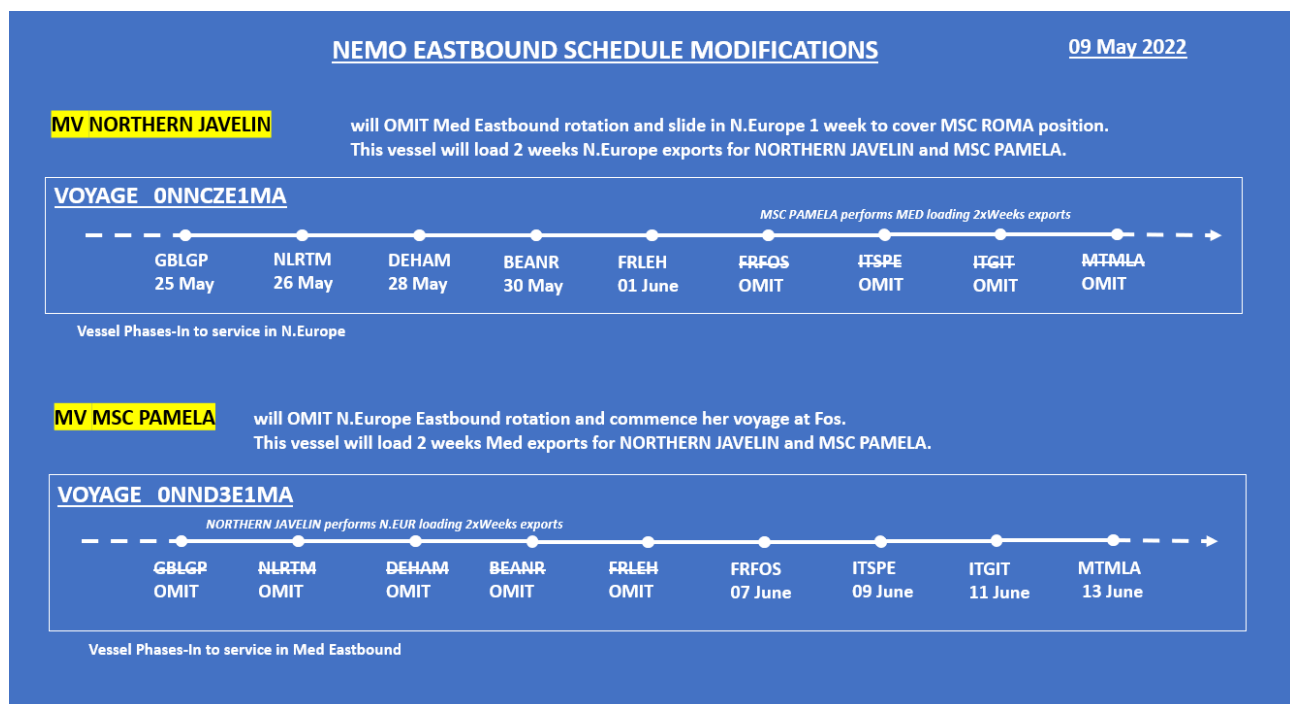 NEMO EASTBOUND SCHEDULE MODIFICATIONS 09 May 2022
MV NORTHERN JAVELIN will OMIT Med Eastbound rotation and slide in N.Europe 1 week to cover MSC ROMA position.
This vessel will load 2 weeks N.Europe exports for NORTHERN JAVELIN and MSC PAMELA.
VOYAGE 0NNCZE1MA
MSC PAMELA performs MED loading 2xWeeks exports
GBLGP NLRTM DEHAM BEANR FRLEH FRFOS ITSPE ITGIT MTMLA
25 May 26 May 28 May 30 May 01 June OMIT OMIT OMIT OMIT
Vessel Phases-In to service in N.Europe
MV MSC PAMELA will OMIT N.Europe Eastbound rotation and commence her voyage at Fos.
This vessel will load 2 weeks Med exports for NORTHERN JAVELIN and MSC PAMELA.
VOYAGE 0NND3E1MA
NORTHERN JAVELIN performs N.EUR loading 2xWeeks exports
GBLGP NLRTM DEHAM BEANR FRLEH FRFOS ITSPE ITGIT MTMLA
OMIT OMIT OMIT OMIT OMIT 07 June 09 June 11 June 13 June
Vessel Phases-In to service in Med Eastbound